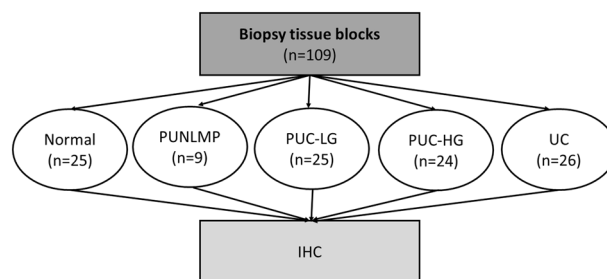 Biopsy tissue blocks
(n=109)
Normal
(n=25)
PUNLMP
(n=9)
PUC-LG
(n=25)
PUC-HG
(n=24)
UC
(n=26)
IHC